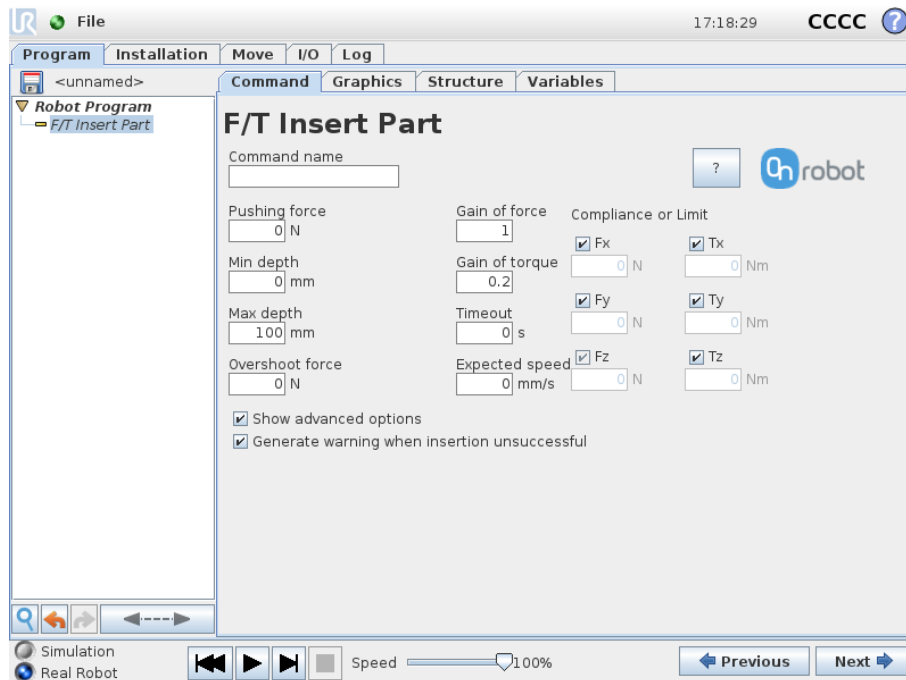 UR File 17:18:29 CCCC ?
Program Installation Move I/O Log
<unnamed> Command Graphics Structure Variables
Robot Program
F/T Insert Part
F/T Insert Part
Command name
? On robot
Pushing force Gain of force Compliance or Limit
0 N 1 Fx Tx
0 N 0 Nm
Min depth Gain of torque
0 mm 0.2
Fy Ty
Max depth Timeout 0 N 0 Nm
100 mm 0 s
Overshoot force Expected speed Fz Tz
0 N 0 mm/s 0 N 0 Nm
Show advanced options
Generate warning when insertion unsuccessful
Simulation
Real Robot Speed 100% Previous Next